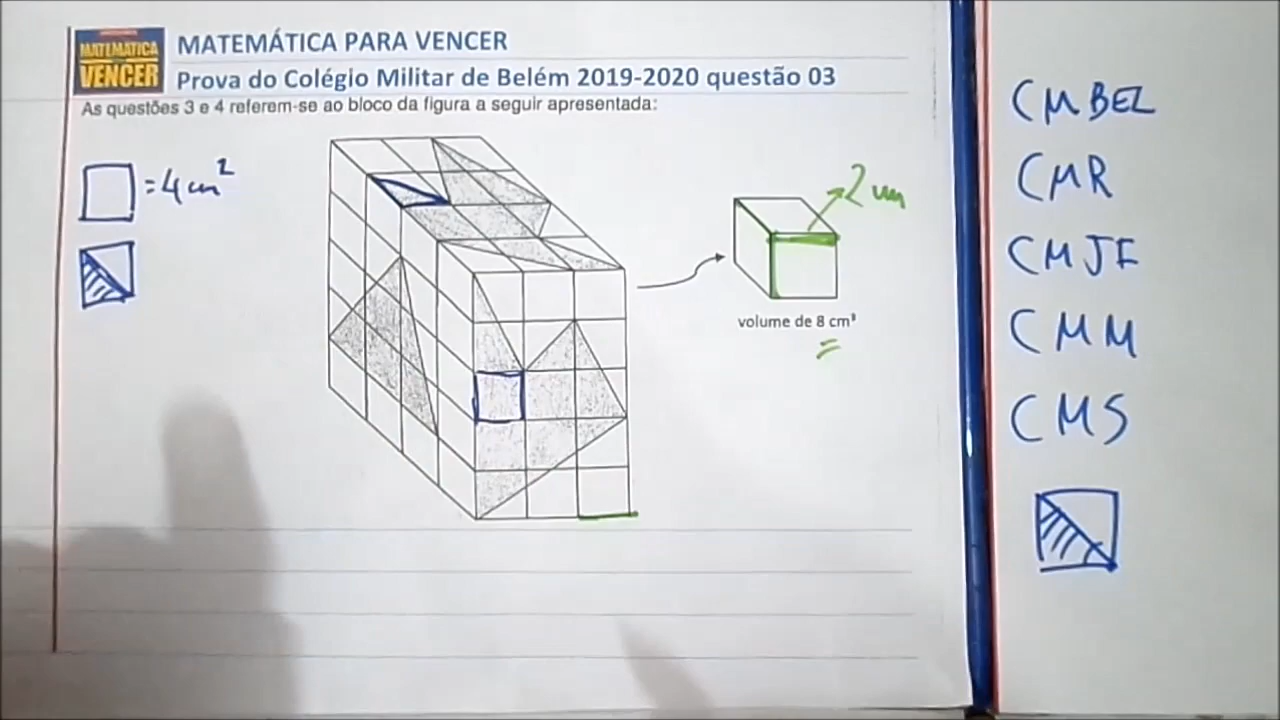 MATEMÁTICA
VENCER
MATEMÁTICA PARA VENCER
Prova do Colégio Militar de Belém 2019-2020 questão 03
As questões 3 e 4 referem-se ao bloco da figura a seguir apresentada:
= 4 cm²
2 cm
volume de 8 cm³
=
CMBEL
CMR
CMJF
CMM
CMS